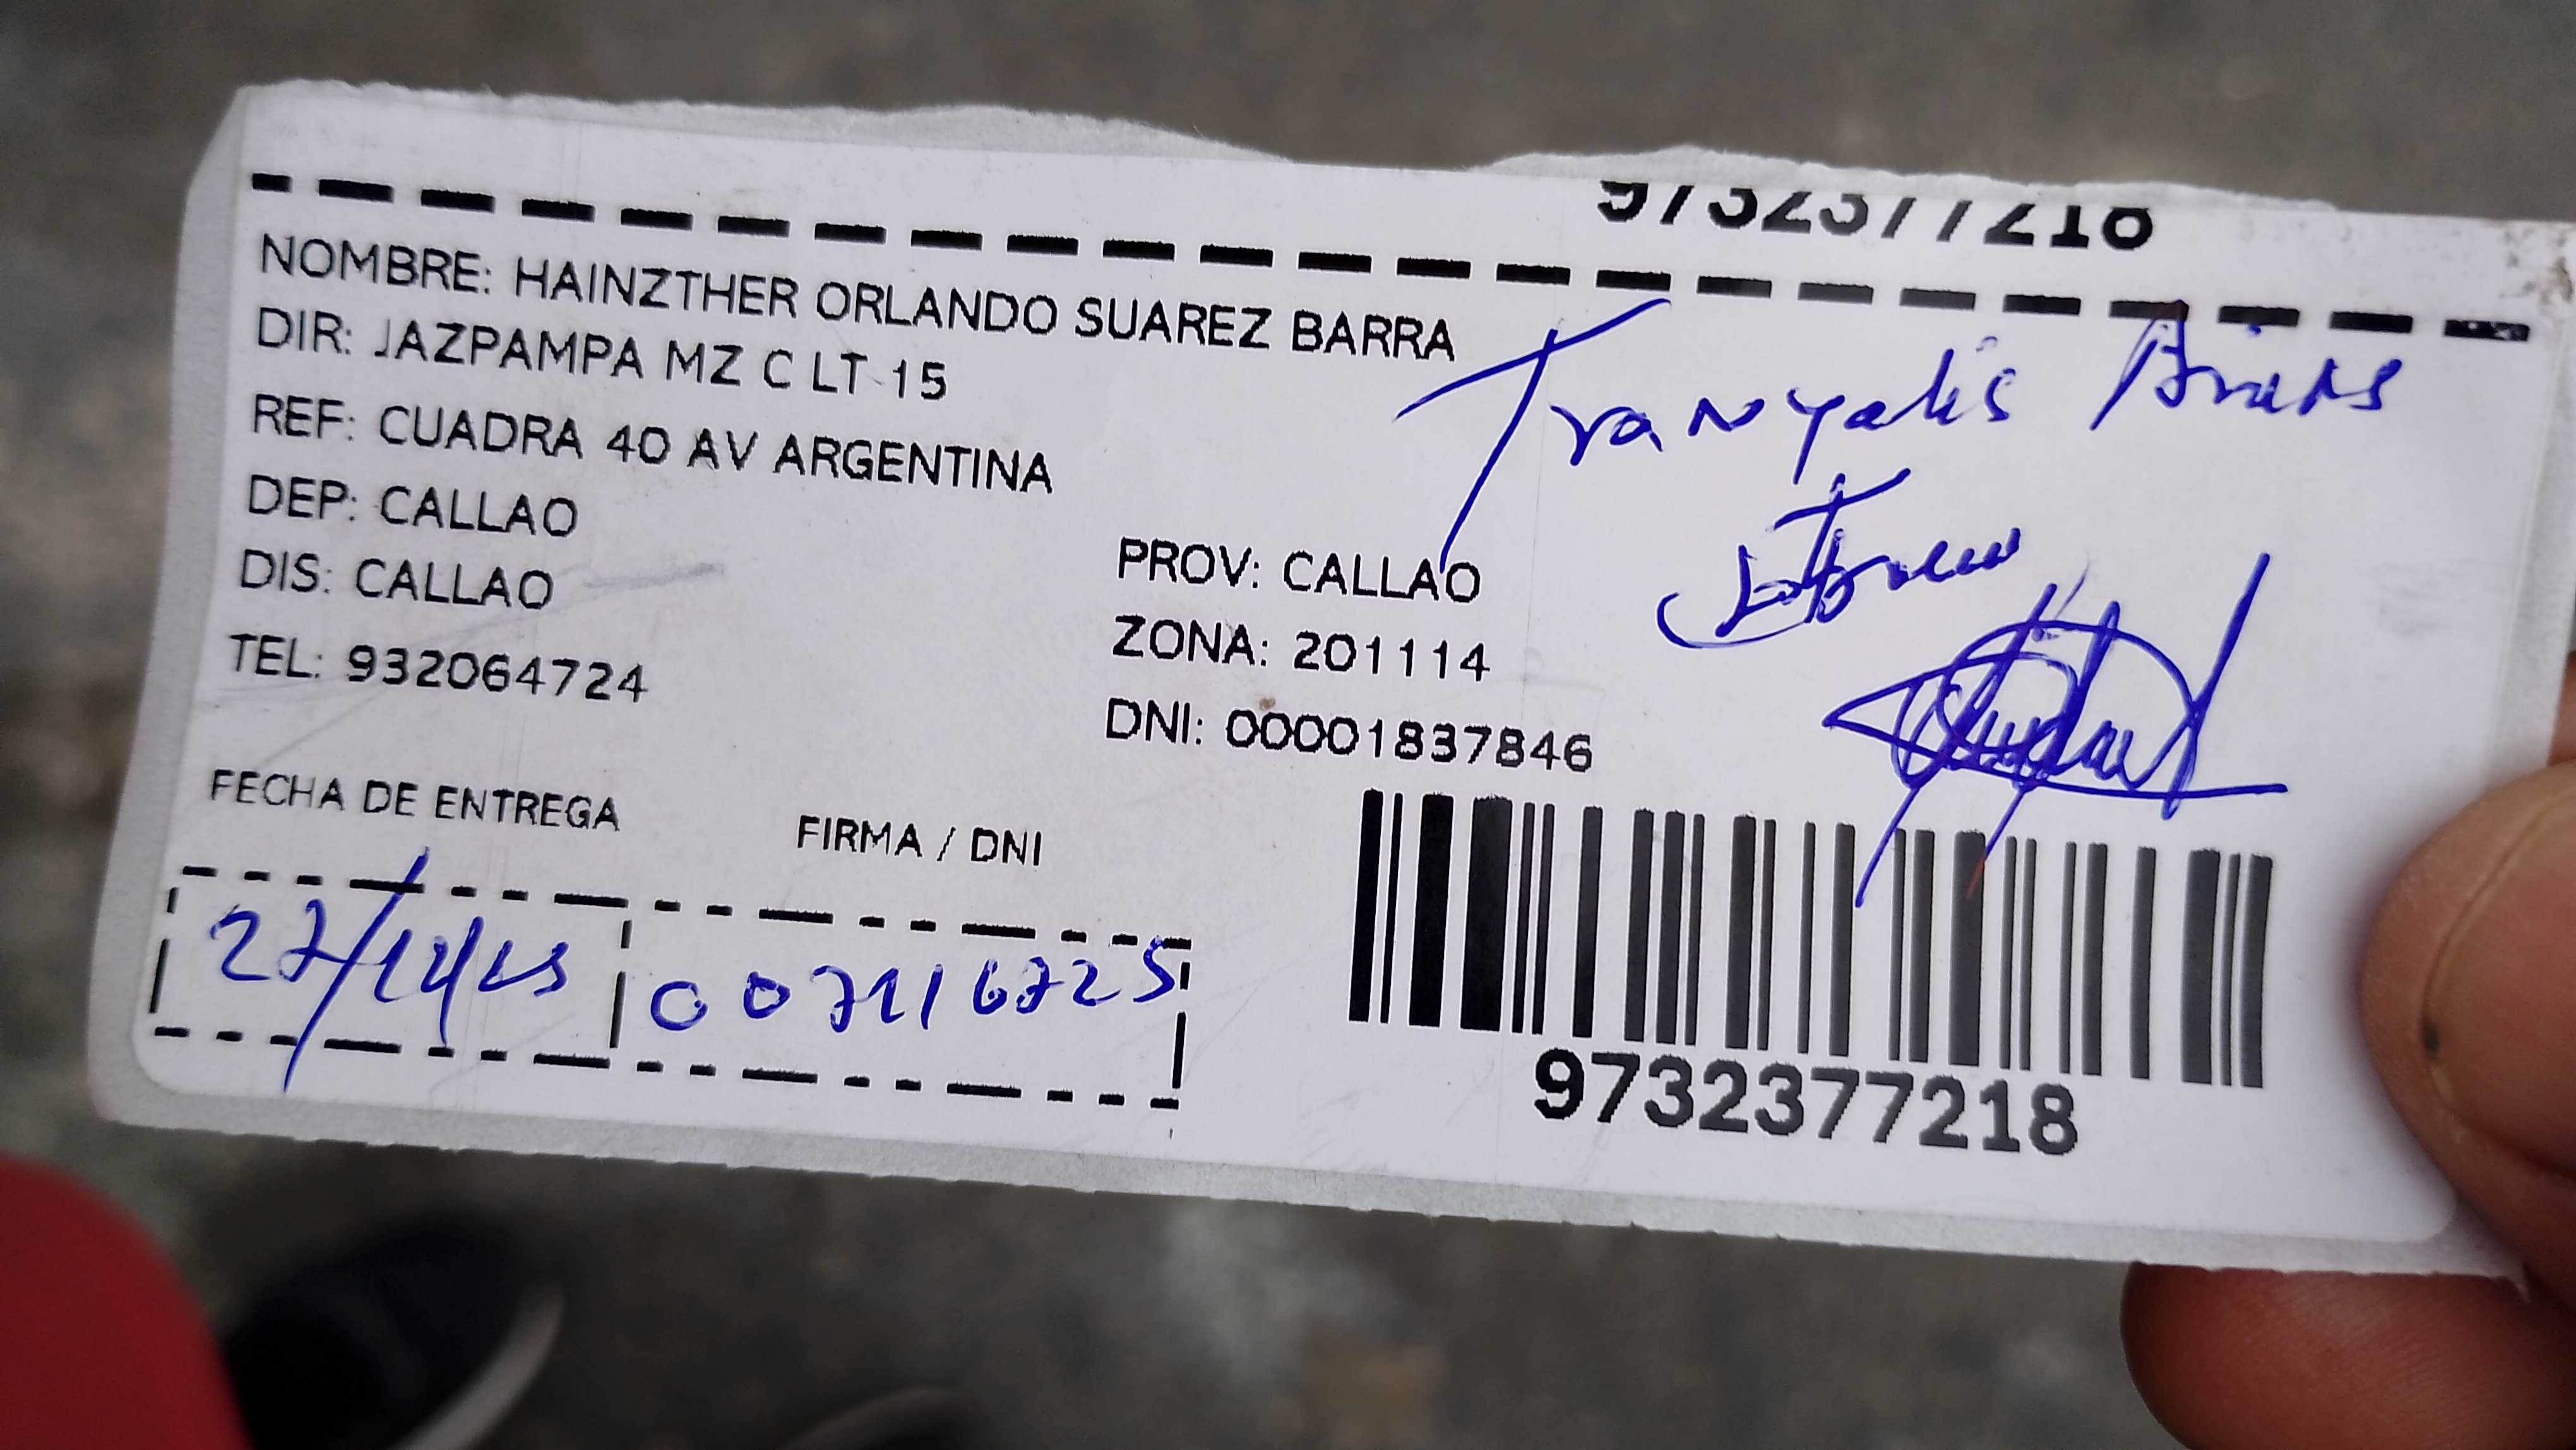 9732377218
NOMBRE: HAINZTHER ORLANDO SUAREZ BARRA
DIR: JAZPAMPA MZ C LT 15
REF: CUADRA 40 AV ARGENTINA
DEP: CALLAO
PROV: CALLAO
DIS: CALLAO
ZONA: 201114
TEL: 932064724
DNI: 00001837846
FECHA DE ENTREGA
FIRMA / DNI
9732377218